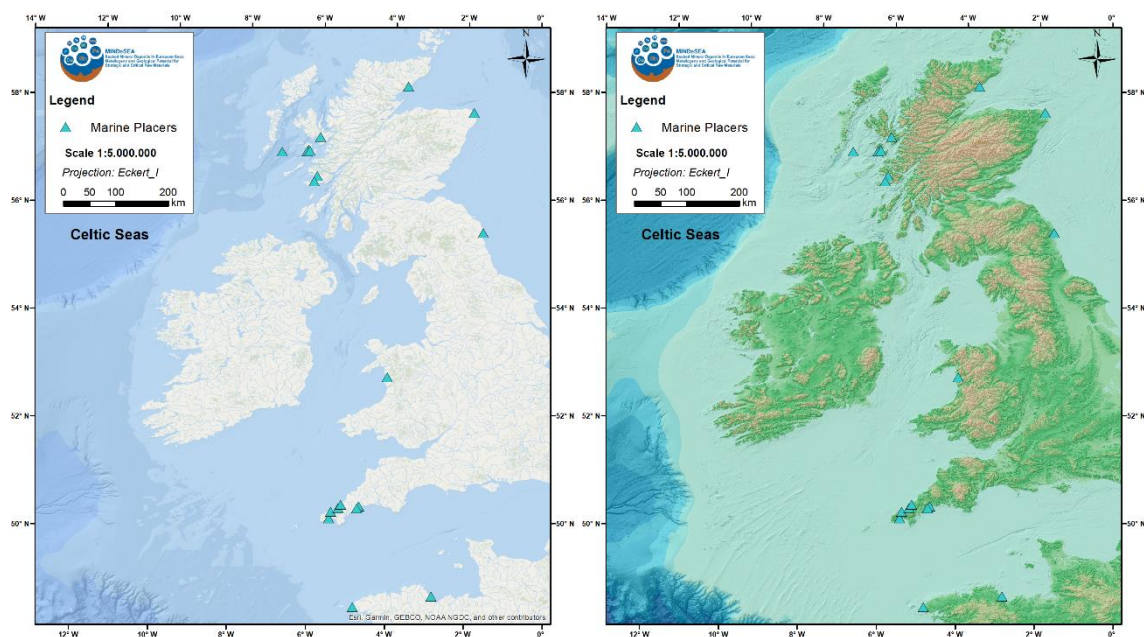 14° W 12° W 10° W 8° W 6° W 4° W 2° W 0°
MINDeSEA
N
Legend
Marine Placers
Scale 1:5.000.000
Projection: Eckert_I
0 50 100 200
km
Celtic Seas
58° N
56° N
54° N
52° N
50° N
Esri, Garmin, GEBCO, NOAA NGDC, and other contributors
12° W 10° W 8° W 6° W 4° W 2° W 0°
14° W 12° W 10° W 8° W 6° W 4° W 2° W 0°
MINDeSEA
N
Legend
Marine Placers
Scale 1:5.000.000
Projection: Eckert_I
0 50 100 200
km
Celtic Seas
58° N
56° N
54° N
52° N
50° N
12° W 10° W 8° W 6° W 4° W 2° W 0°